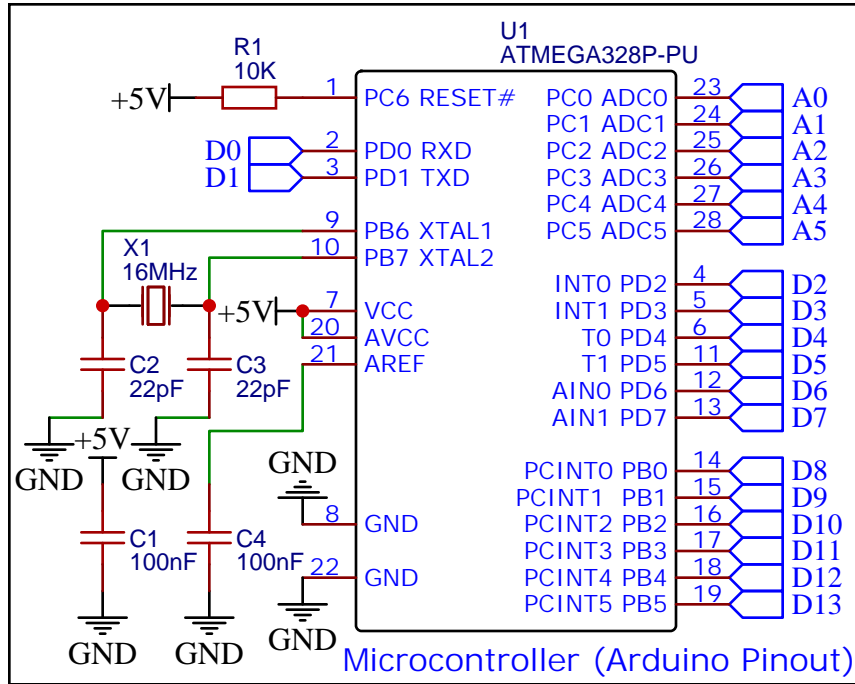 U1
ATMEGA328P-PU
R1
10K
+5V
1
PC6 RESET#
PC0 ADC0
23
A0
PC1 ADC1
24
A1
D0
2
PD0 RXD
PC2 ADC2
25
A2
D1
3
PD1 TXD
PC3 ADC3
26
A3
PC4 ADC4
27
A4
9
PB6 XTAL1
PC5 ADC5
28
A5
X1
16MHz
10
PB7 XTAL2
INT0 PD2
4
D2
+5V
7
VCC
INT1 PD3
5
D3
20
AVCC
T0 PD4
6
D4
21
AREF
T1 PD5
11
D5
C2
22pF
C3
22pF
AIN0 PD6
12
D6
AIN1 PD7
13
D7
GND
+5V
GND
GND
PCINT0 PB0
14
D8
PCINT1 PB1
15
D9
8
GND
PCINT2 PB2
16
D10
C1
100nF
C4
100nF
PCINT3 PB3
17
D11
22
GND
PCINT4 PB4
18
D12
PCINT5 PB5
19
D13
GND
GND
GND
Microcontroller (Arduino Pinout)